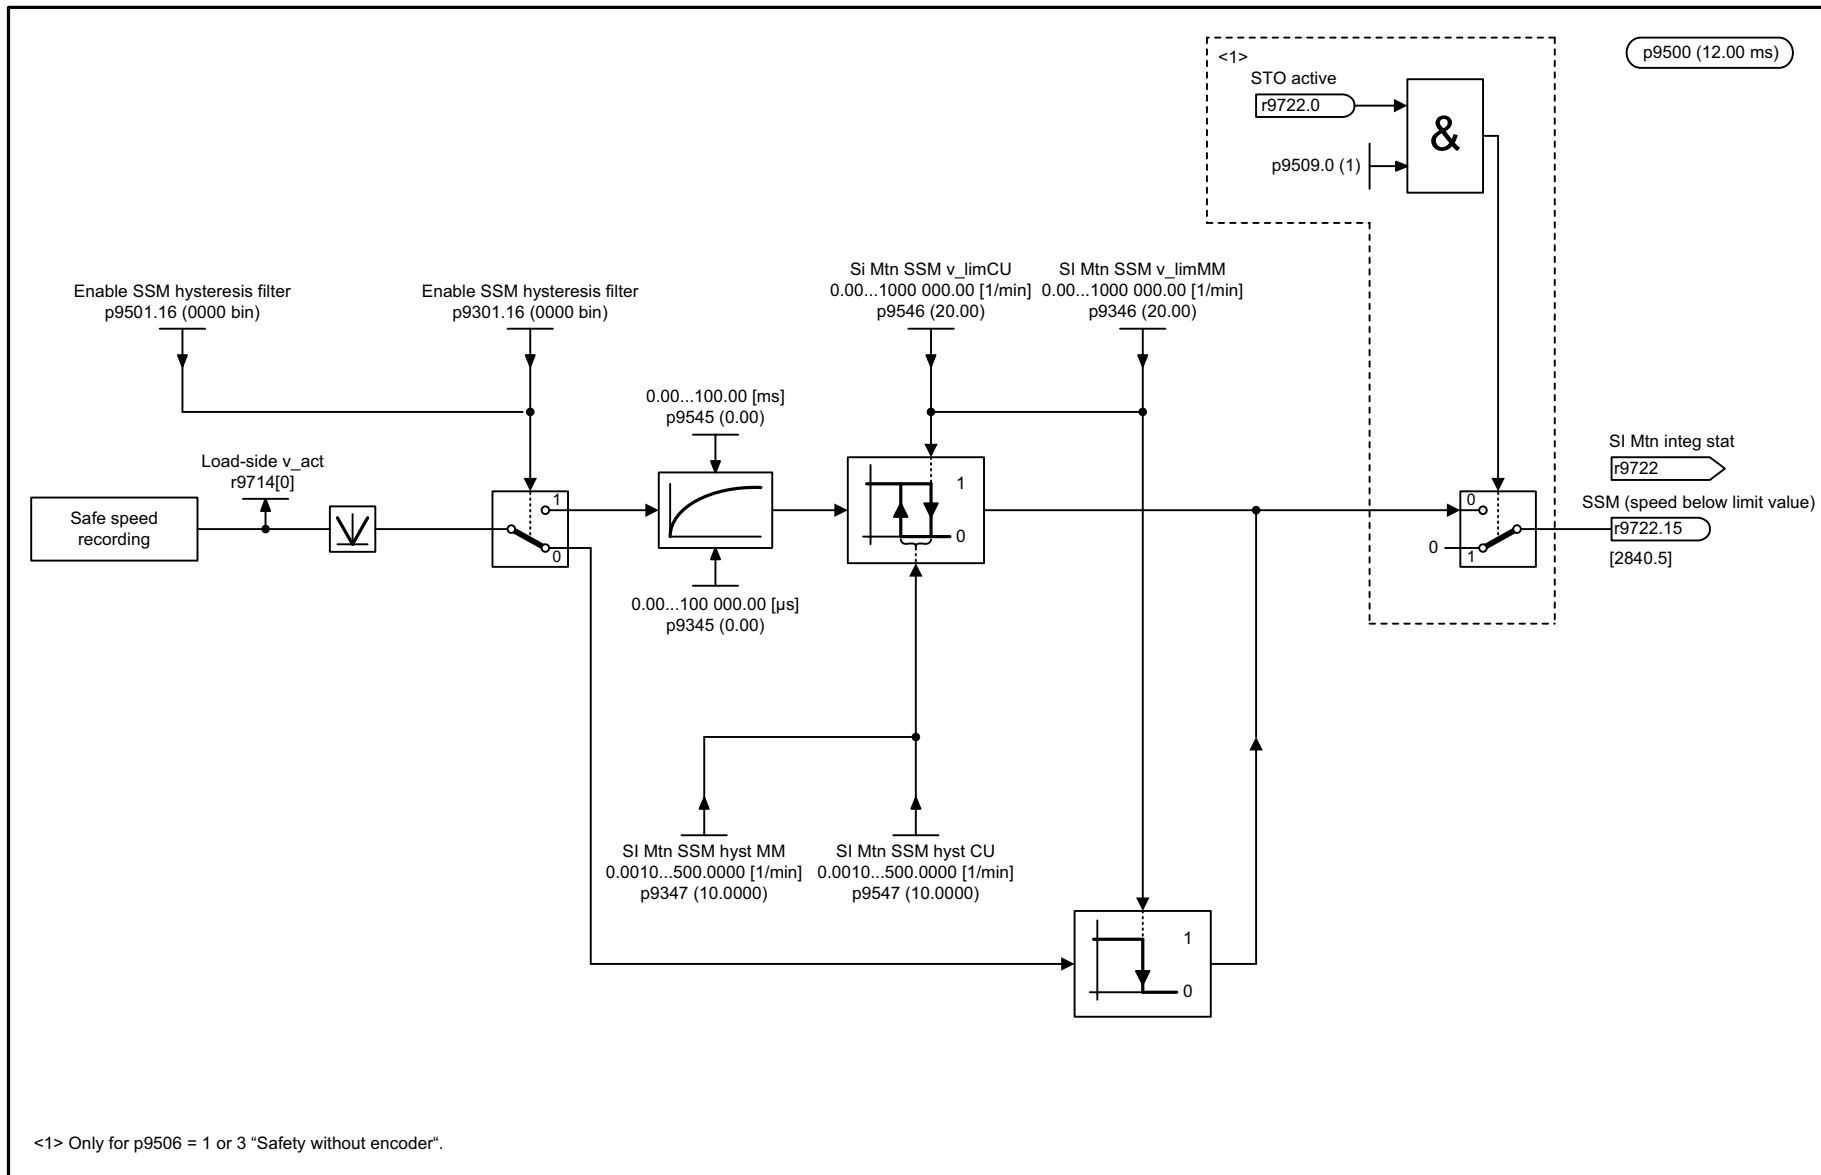 <1>
p9500 (12.00 ms)
STO active
r9722.0
&
p9509.0 (1)
Enable SSM hysteresis filter
p9501.16 (0000 bin)
Enable SSM hysteresis filter
p9301.16 (0000 bin)
Si Mtn SSM v_limCU
0.00...1000 000.00 [1/min]
p9546 (20.00)
SI Mtn SSM v_limMM
0.00...1000 000.00 [1/min]
p9346 (20.00)
0.00...100.00 [ms]
p9545 (0.00)
Load-side v_act
r9714[0]
Safe speed
recording
1
0
1
0
0.00...100 000.00 [µs]
p9345 (0.00)
0
0
1
SI Mtn integ stat
r9722
SSM (speed below limit value)
r9722.15
[2840.5]
SI Mtn SSM hyst MM
0.0010...500.0000 [1/min]
p9347 (10.0000)
SI Mtn SSM hyst CU
0.0010...500.0000 [1/min]
p9547 (10.0000)
1
0
<1> Only for p9506 = 1 or 3 “Safety without encoder“.